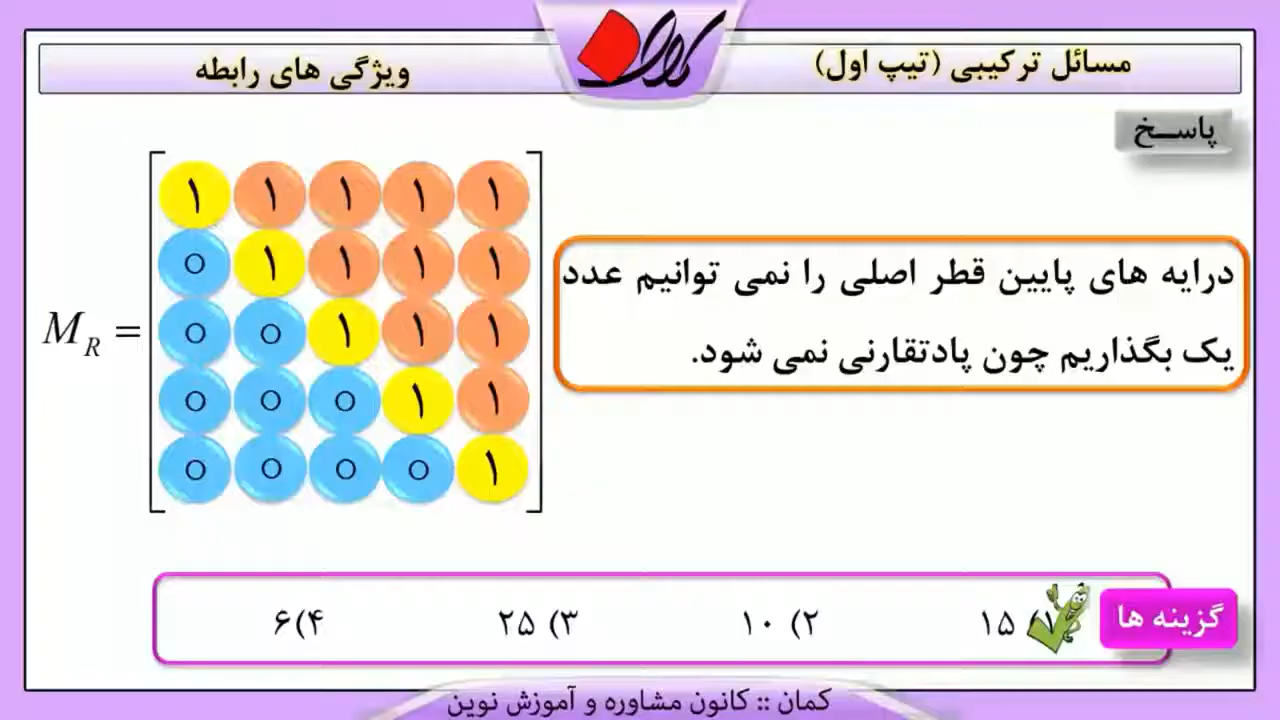 مسائل ترکیبی (تیپ اول)
ویژگی های رابطه
پاسـخ
درایه های پایین قطر اصلی را نمی توانیم عدد
یک بگذاریم چون پادتقارنی نمی شود.
M_R =
۱ ۱ ۱ ۱ ۱
۰ ۱ ۱ ۱ ۱
۰ ۰ ۱ ۱ ۱
۰ ۰ ۰ ۱ ۱
۰ ۰ ۰ ۰ ۱
گزینه ها
۱) ۱۵
۲) ۱۰
۳) ۲۵
۴) ۶
کمان :: کانون مشاوره و آموزش نوین